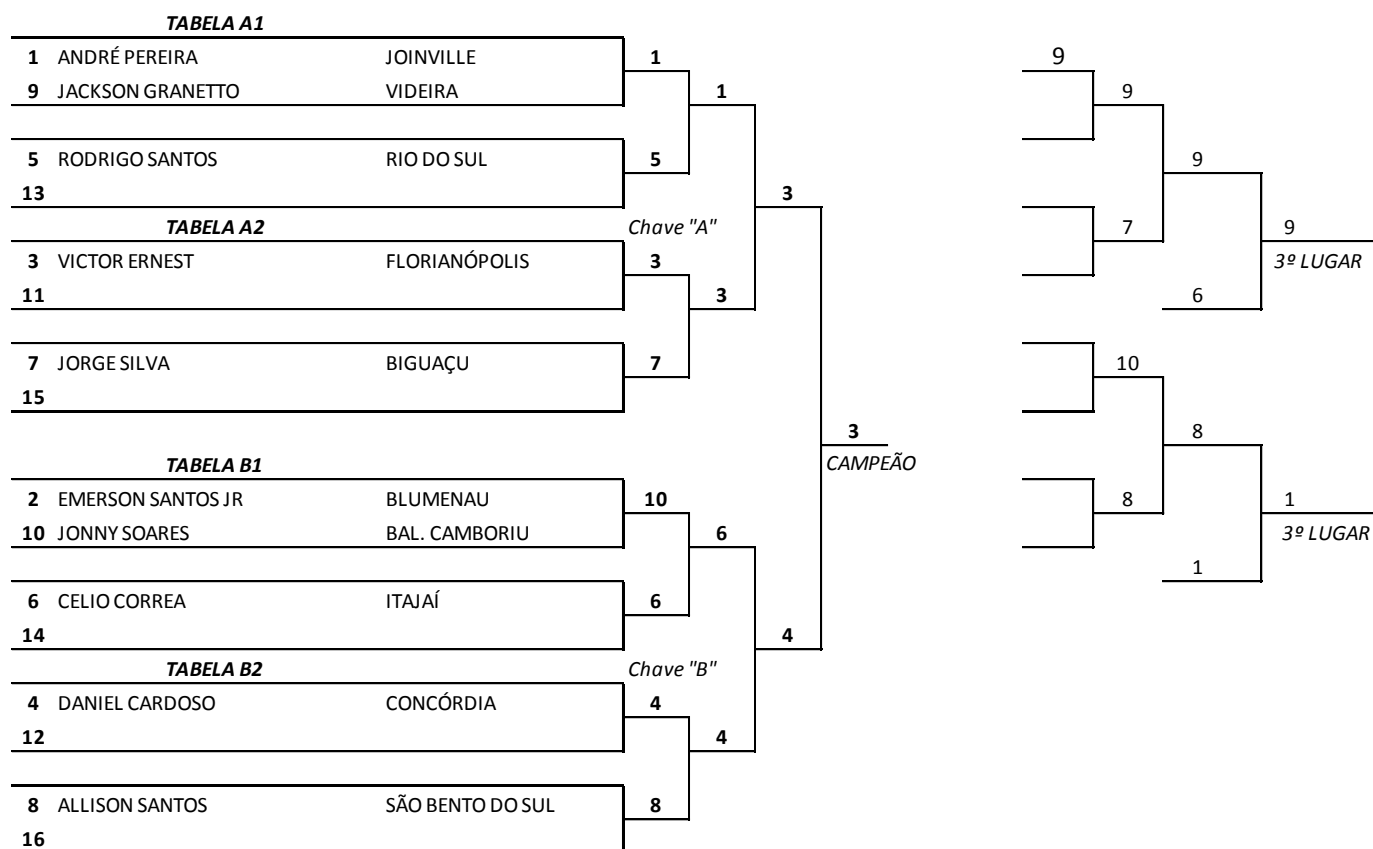 TABELA A1
1 ANDRÉ PEREIRA JOINVILLE 1 9
9 JACKSON GRANETTO VIDEIRA 1 9
5 RODRIGO SANTOS RIO DO SUL 5 9
13 3
TABELA A2 Chave "A" 7 9
3 VICTOR ERNEST FLORIANÓPOLIS 3 3º LUGAR
11 3 6
7 JORGE SILVA BIGUAÇU 7 10
15
3 8
TABELA B1 CAMPEÃO
2 EMERSON SANTOS JR BLUMENAU 10 8 1
10 JONNY SOARES BAL. CAMBORIU 6 3º LUGAR
1
6 CELIO CORREA ITAJAÍ 6
14 4
TABELA B2 Chave "B"
4 DANIEL CARDOSO CONCÓRDIA 4
12 4
8 ALLISON SANTOS SÃO BENTO DO SUL 8
16